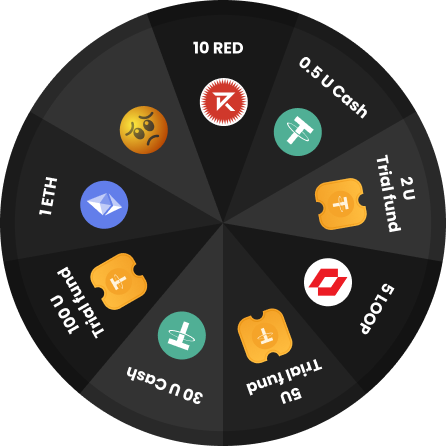 10 RED
0.5 U Cash
2 U
Trial fund
5 LOOP
5U
Trial fund
30 U Cash
100 U
Trial fund
1 ETH